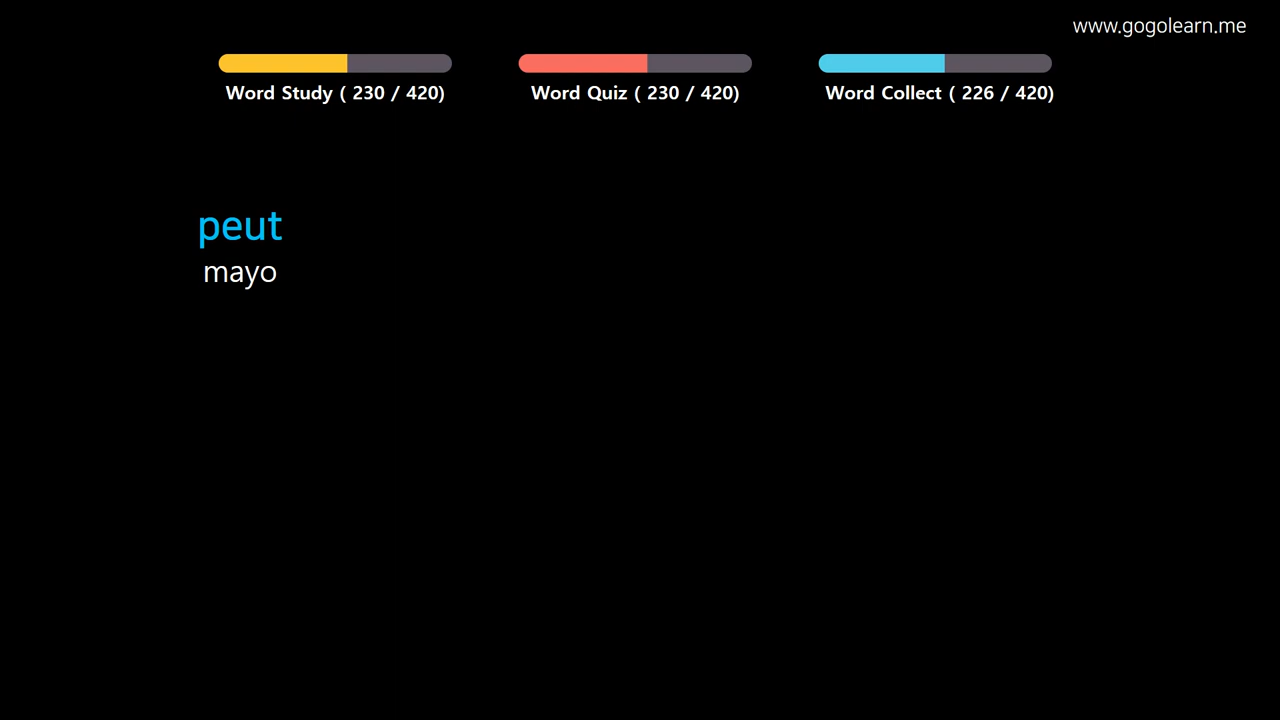 www.gogolearn.me
Word Study ( 230 / 420)
Word Quiz ( 230 / 420)
Word Collect ( 226 / 420)
peut
mayo